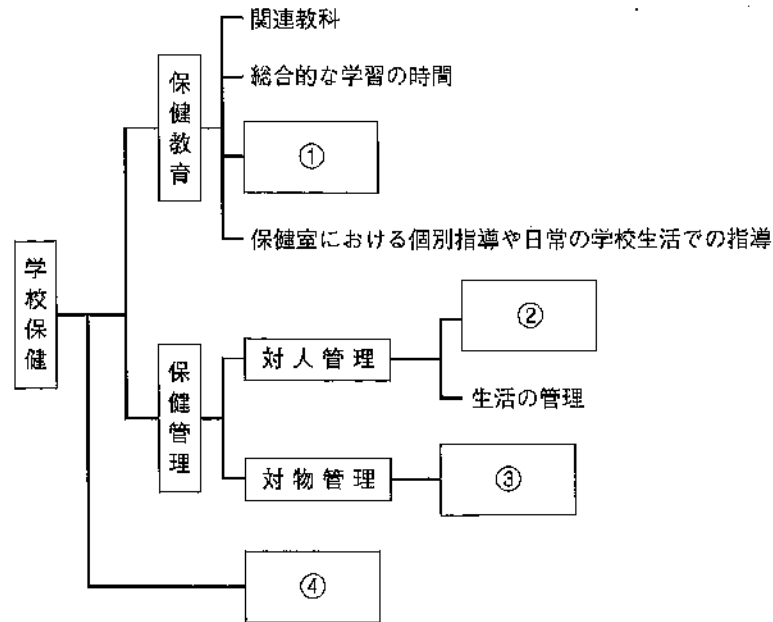 関連教科
総合的な学習の時間
保健教育
①
保健室における個別指導や日常の学校生活での指導
学校保健
②
対人管理
保健管理
生活の管理
対物管理
③
④